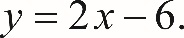 y = 2x − 6.